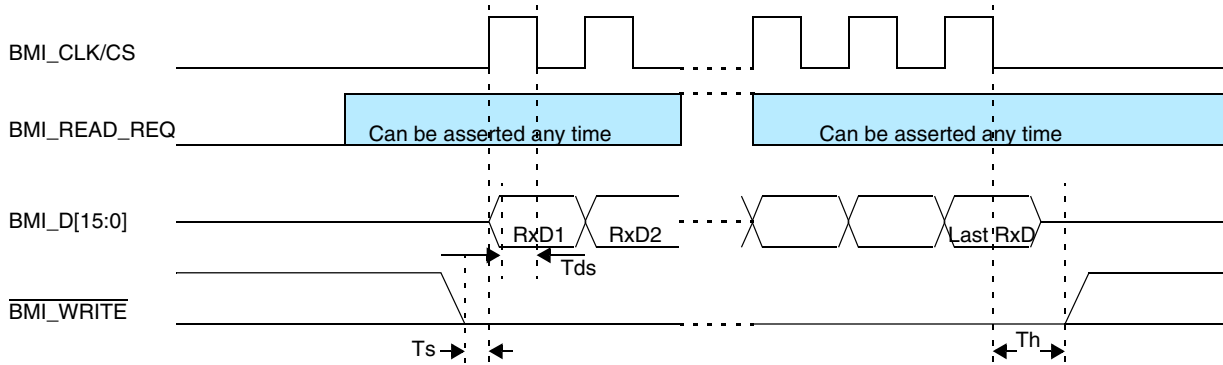 BMI_CLK/CS
BMI_READ_REQ
Can be asserted any time
Can be asserted any time
BMI_D[15:0]
RxD1
RxD2
Last RxD
Tds
BMI_WRITE
Ts
Th